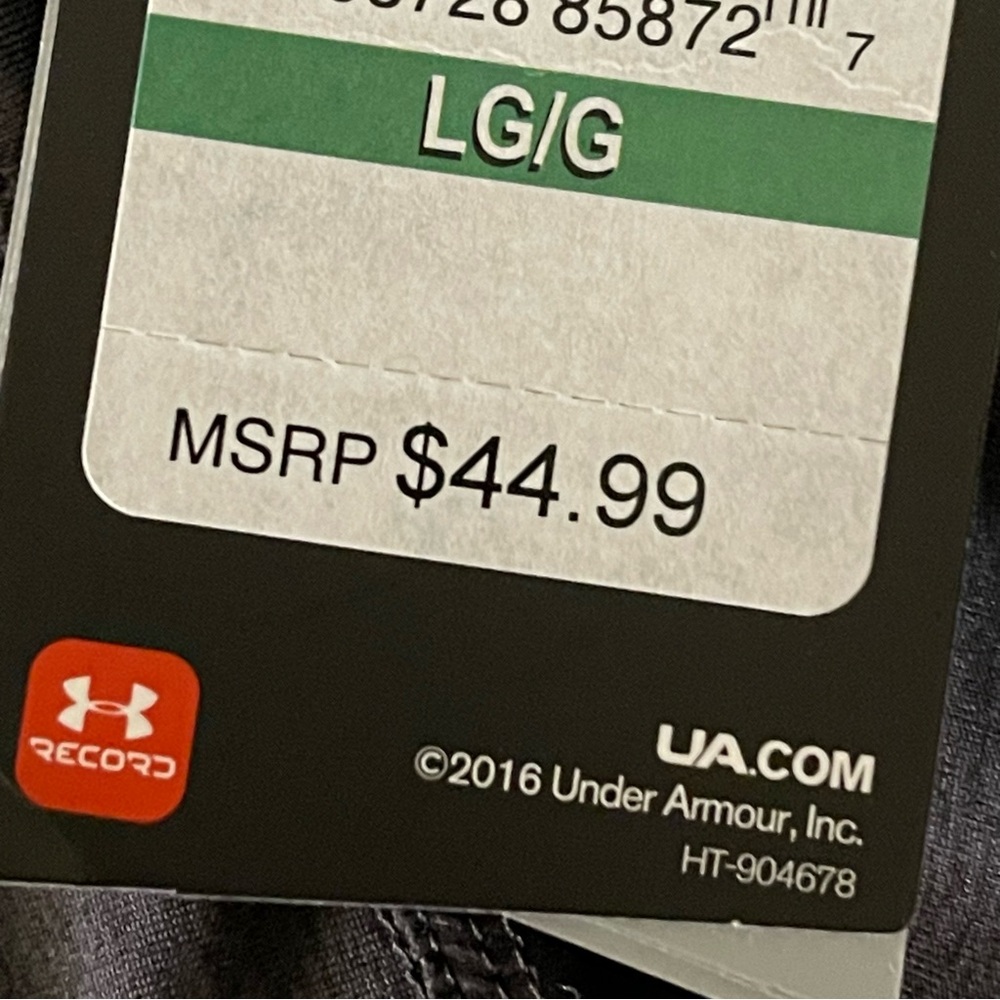 85872 7
LG/G
MSRP $44.99
RECORD
UA.COM
©2016 Under Armour, Inc.
HT-904678